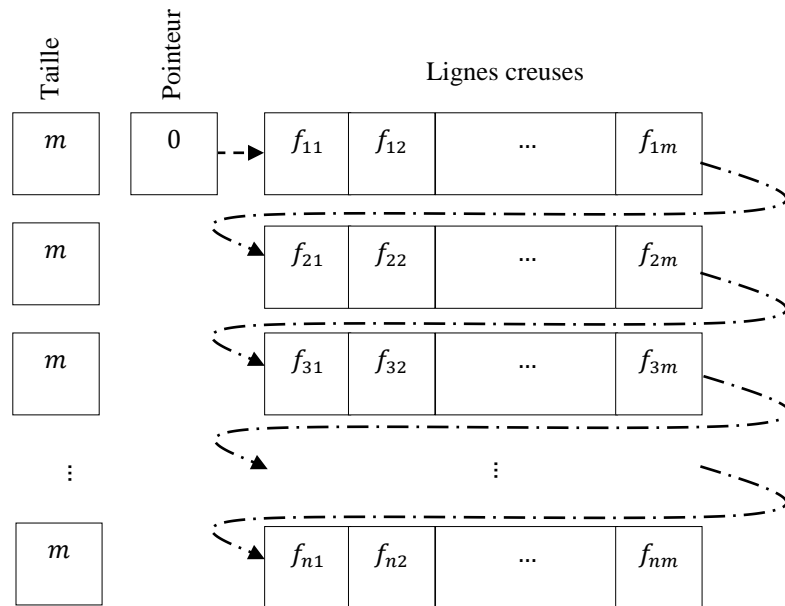 Taille Pointeur Lignes creuses
m 0 f₁₁ f₁₂ ... f₁ₘ
m f₂₁ f₂₂ ... f₂ₘ
m f₃₁ f₃₂ ... f₃ₘ
⋮ ⋮
m fₙ₁ fₙ₂ ... fₙₘ